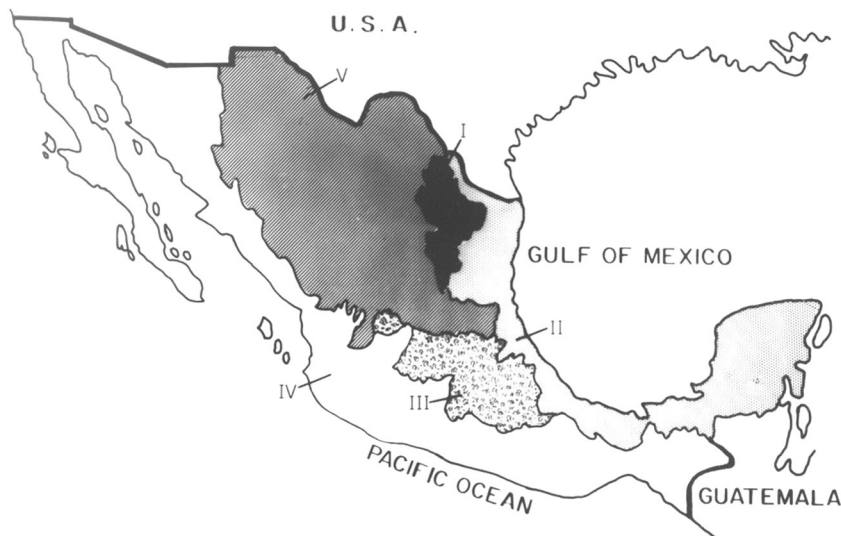 U.S.A.
V
I
GULF OF MEXICO
II
IV
III
PACIFIC OCEAN
GUATEMALA